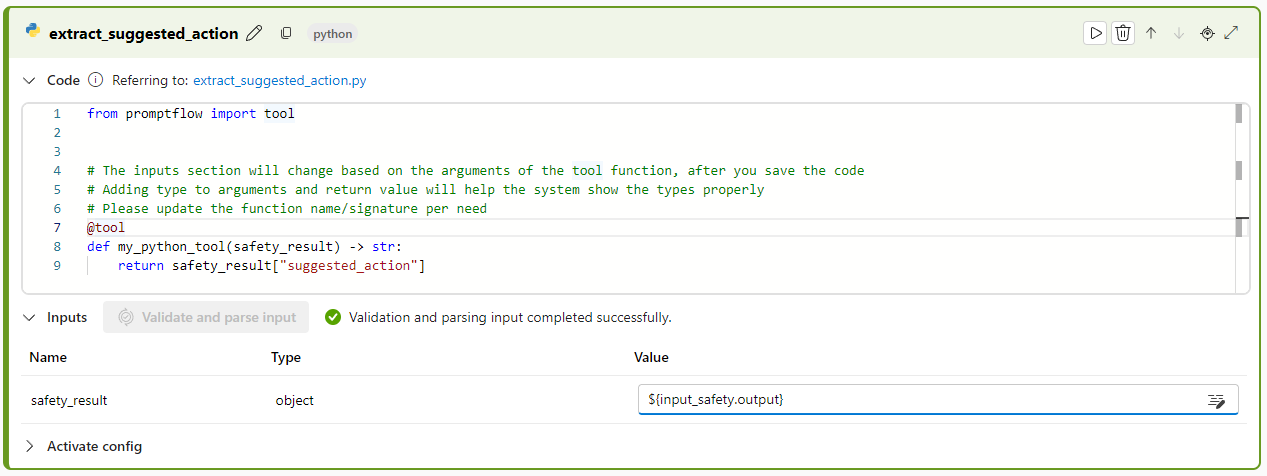 extract_suggested_action python
Code Referring to: extract_suggested_action.py
1 from promptflow import tool
2
3
4 # The inputs section will change based on the arguments of the tool function, after you save the code
5 # Adding type to arguments and return value will help the system show the types properly
6 # Please update the function name/signature per need
7 @tool
8 def my_python_tool(safety_result) -> str:
9     return safety_result["suggested_action"]
Inputs Validate and parse input Validation and parsing input completed successfully.
Name Type Value
safety_result object ${input_safety.output}
Activate config